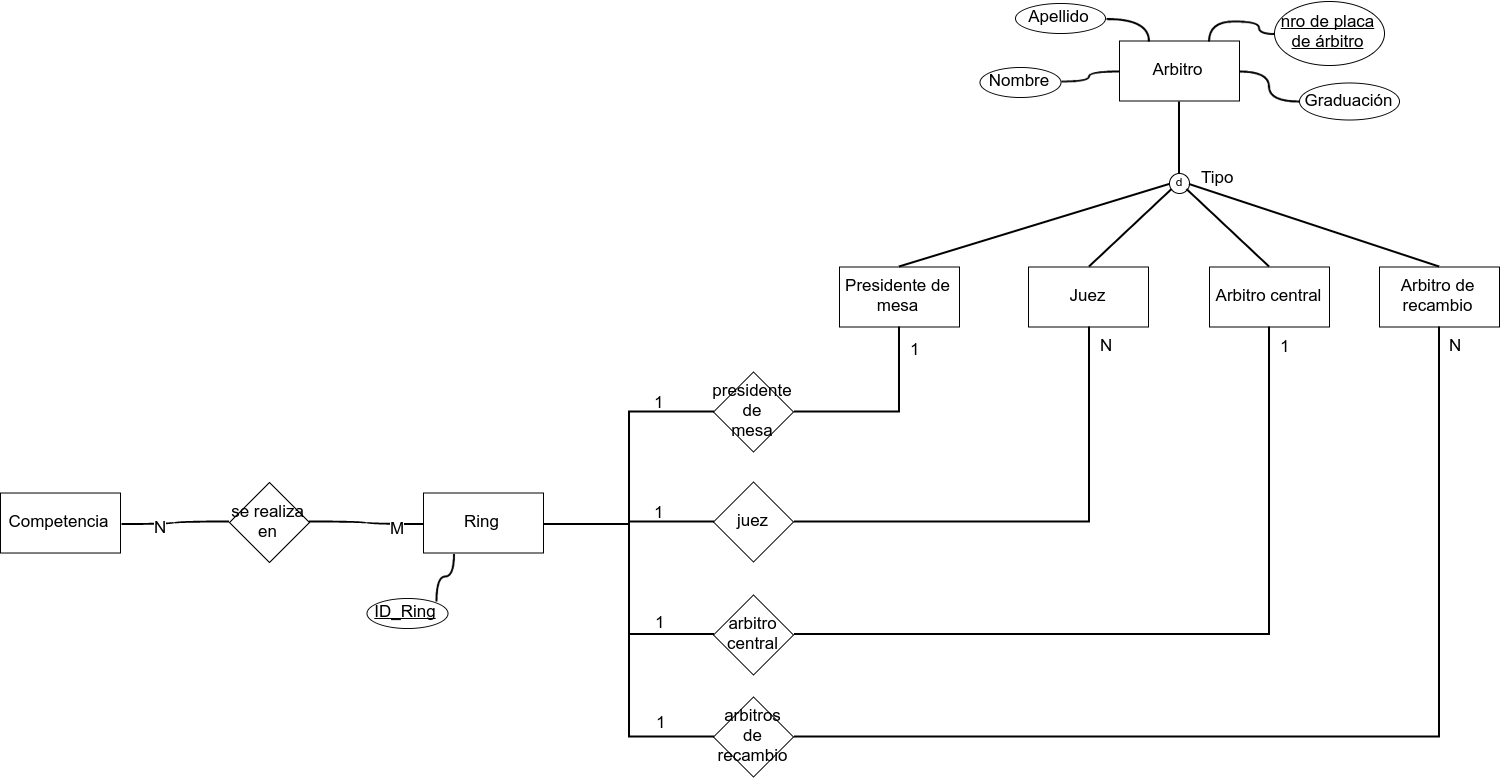 Apellido
nro de placa
de árbitro
Arbitro
Nombre
Graduación
d
Tipo
Presidente de
mesa
Juez
Arbitro central
Arbitro de
recambio
1
N
1
N
presidente
de
mesa
1
Competencia
N
se realiza
en
M
Ring
1
juez
ID_Ring
1
arbitro
central
1
arbitros
de
recambio